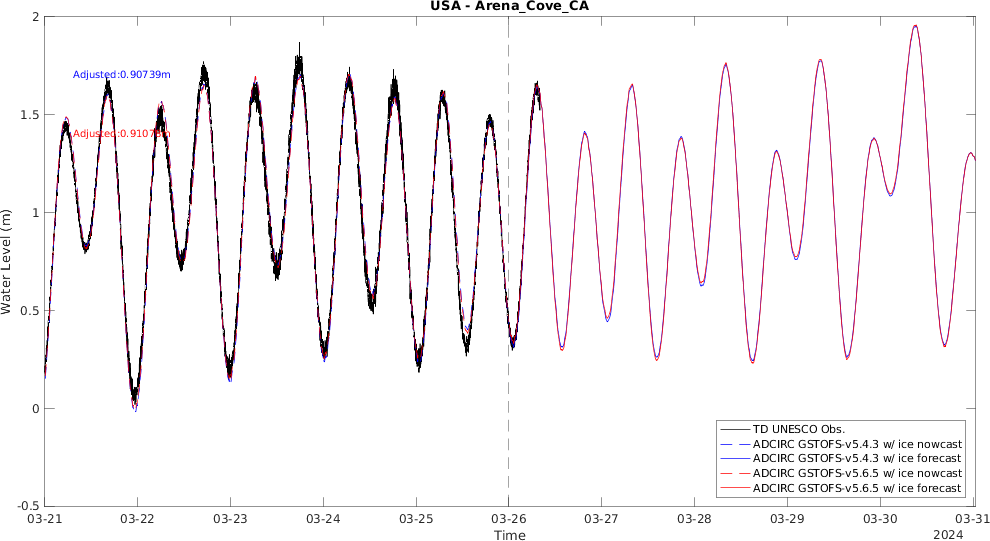 USA - Arena_Cove_CA
2
1.5
1
0.5
0
-0.5
Water Level (m)
Adjusted:0.90739m
TD UNESCO Obs.
ADCIRC GSTOFS-v5.4.3 w/ ice nowcast
ADCIRC GSTOFS-v5.4.3 w/ ice forecast
ADCIRC GSTOFS-v5.6.5 w/ ice nowcast
ADCIRC GSTOFS-v5.6.5 w/ ice forecast
03-21 03-22 03-23 03-24 03-25 03-26 03-27 03-28 03-29 03-30 03-31
Time
2024